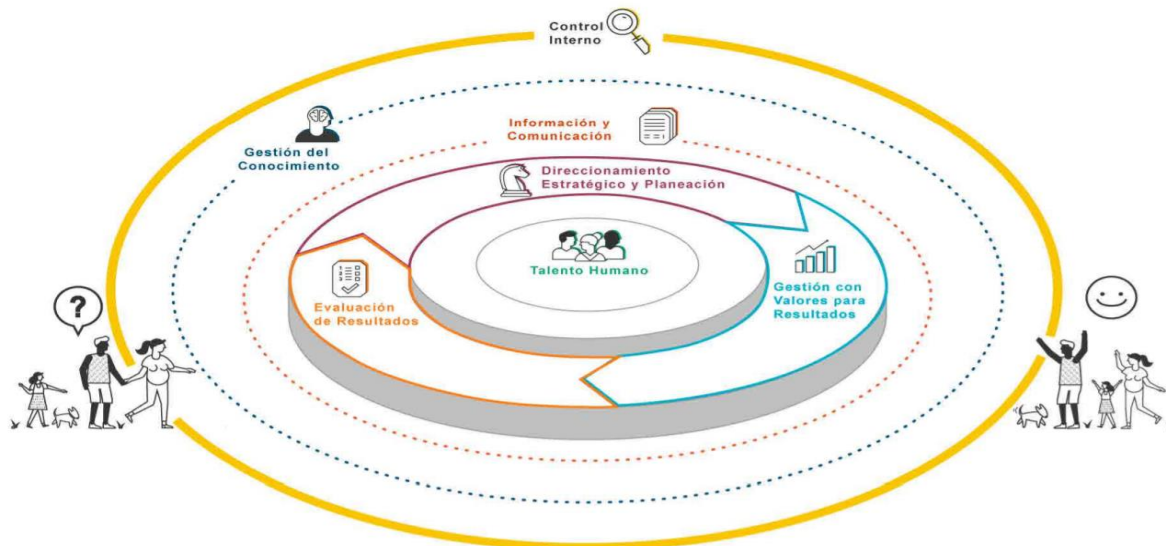 Control
Interno
Gestión del
Conocimiento
Información y
Comunicación
Direccionamiento
Estratégico y Planeación
Talento Humano
Gestión con
Valores para
Resultados
Evaluación
de Resultados
?